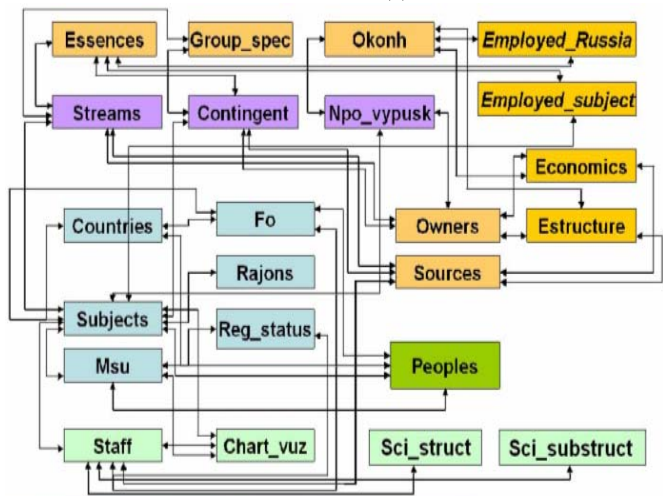 Essences
Group_spec
Okonh
Employed_Russia
Employed_subject
Streams
Contingent
Npo_vypusk
Economics
Countries
Fo
Owners
Estructure
Rajons
Sources
Subjects
Reg_status
Msu
Peoples
Staff
Chart_vuz
Sci_struct
Sci_substruct